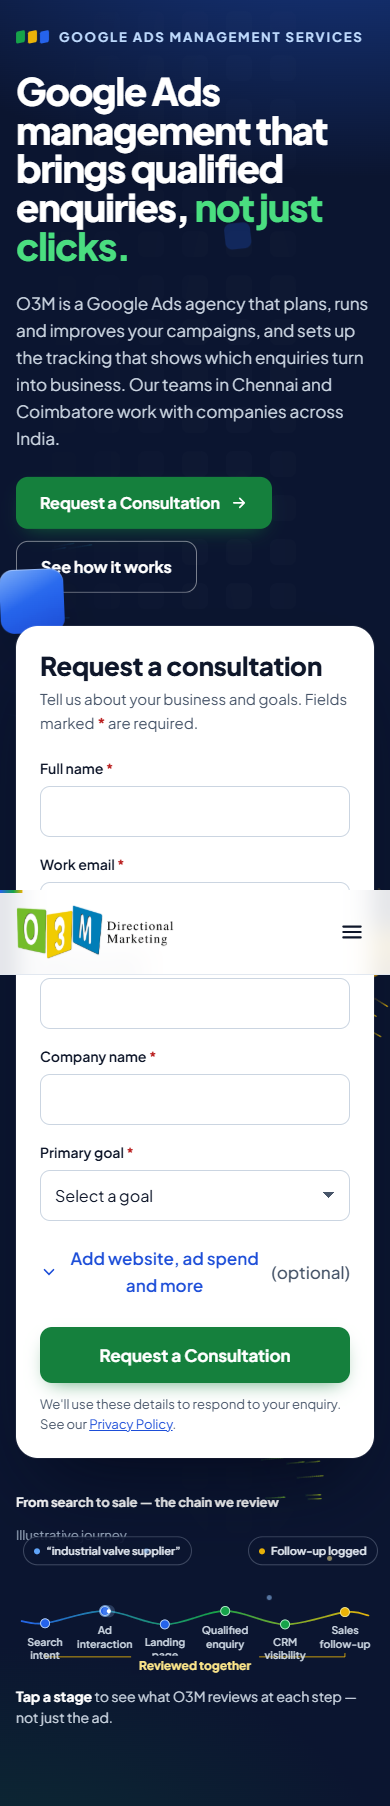 GOOGLE ADS MANAGEMENT SERVICES
Google Ads
management that
brings qualified
enquiries, not just
clicks.
O3M is a Google Ads agency that plans, runs
and improves your campaigns, and sets up
the tracking that shows which enquiries turn
into business. Our teams in Chennai and
Coimbatore work with companies across
India.
Request a Consultation →
See how it works
Request a consultation
Tell us about your business and goals. Fields
marked * are required.
Full name *
Work email *
O3M Directional
Marketing
Company name *
Primary goal *
Select a goal
Add website, ad spend
and more (optional)
Request a Consultation
We'll use these details to respond to your enquiry.
See our Privacy Policy.
From search to sale — the chain we review
Illustrative journey
“industrial valve supplier”
Follow-up logged
Search
intent
Ad
interaction
Landing
page
Qualified
enquiry
CRM
visibility
Sales
follow-up
Reviewed together
Tap a stage to see what O3M reviews at each step —
not just the ad.